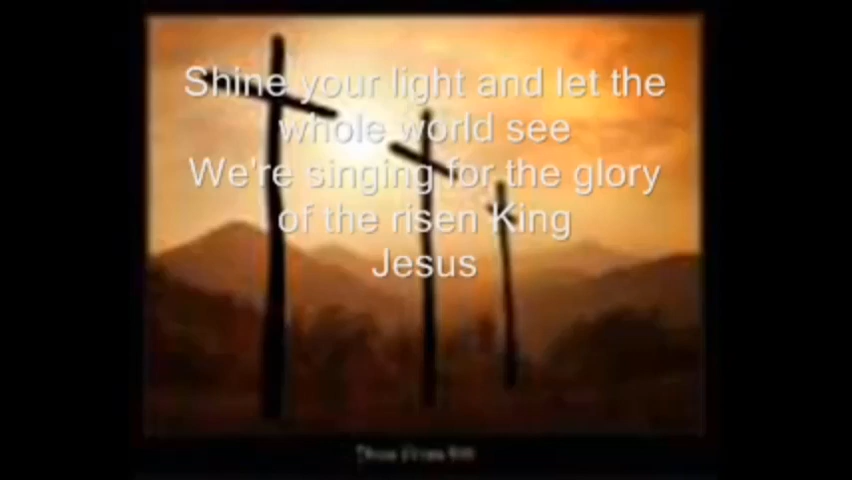 Shine your light and let the
whole world see
We're singing for the glory
of the risen King
Jesus